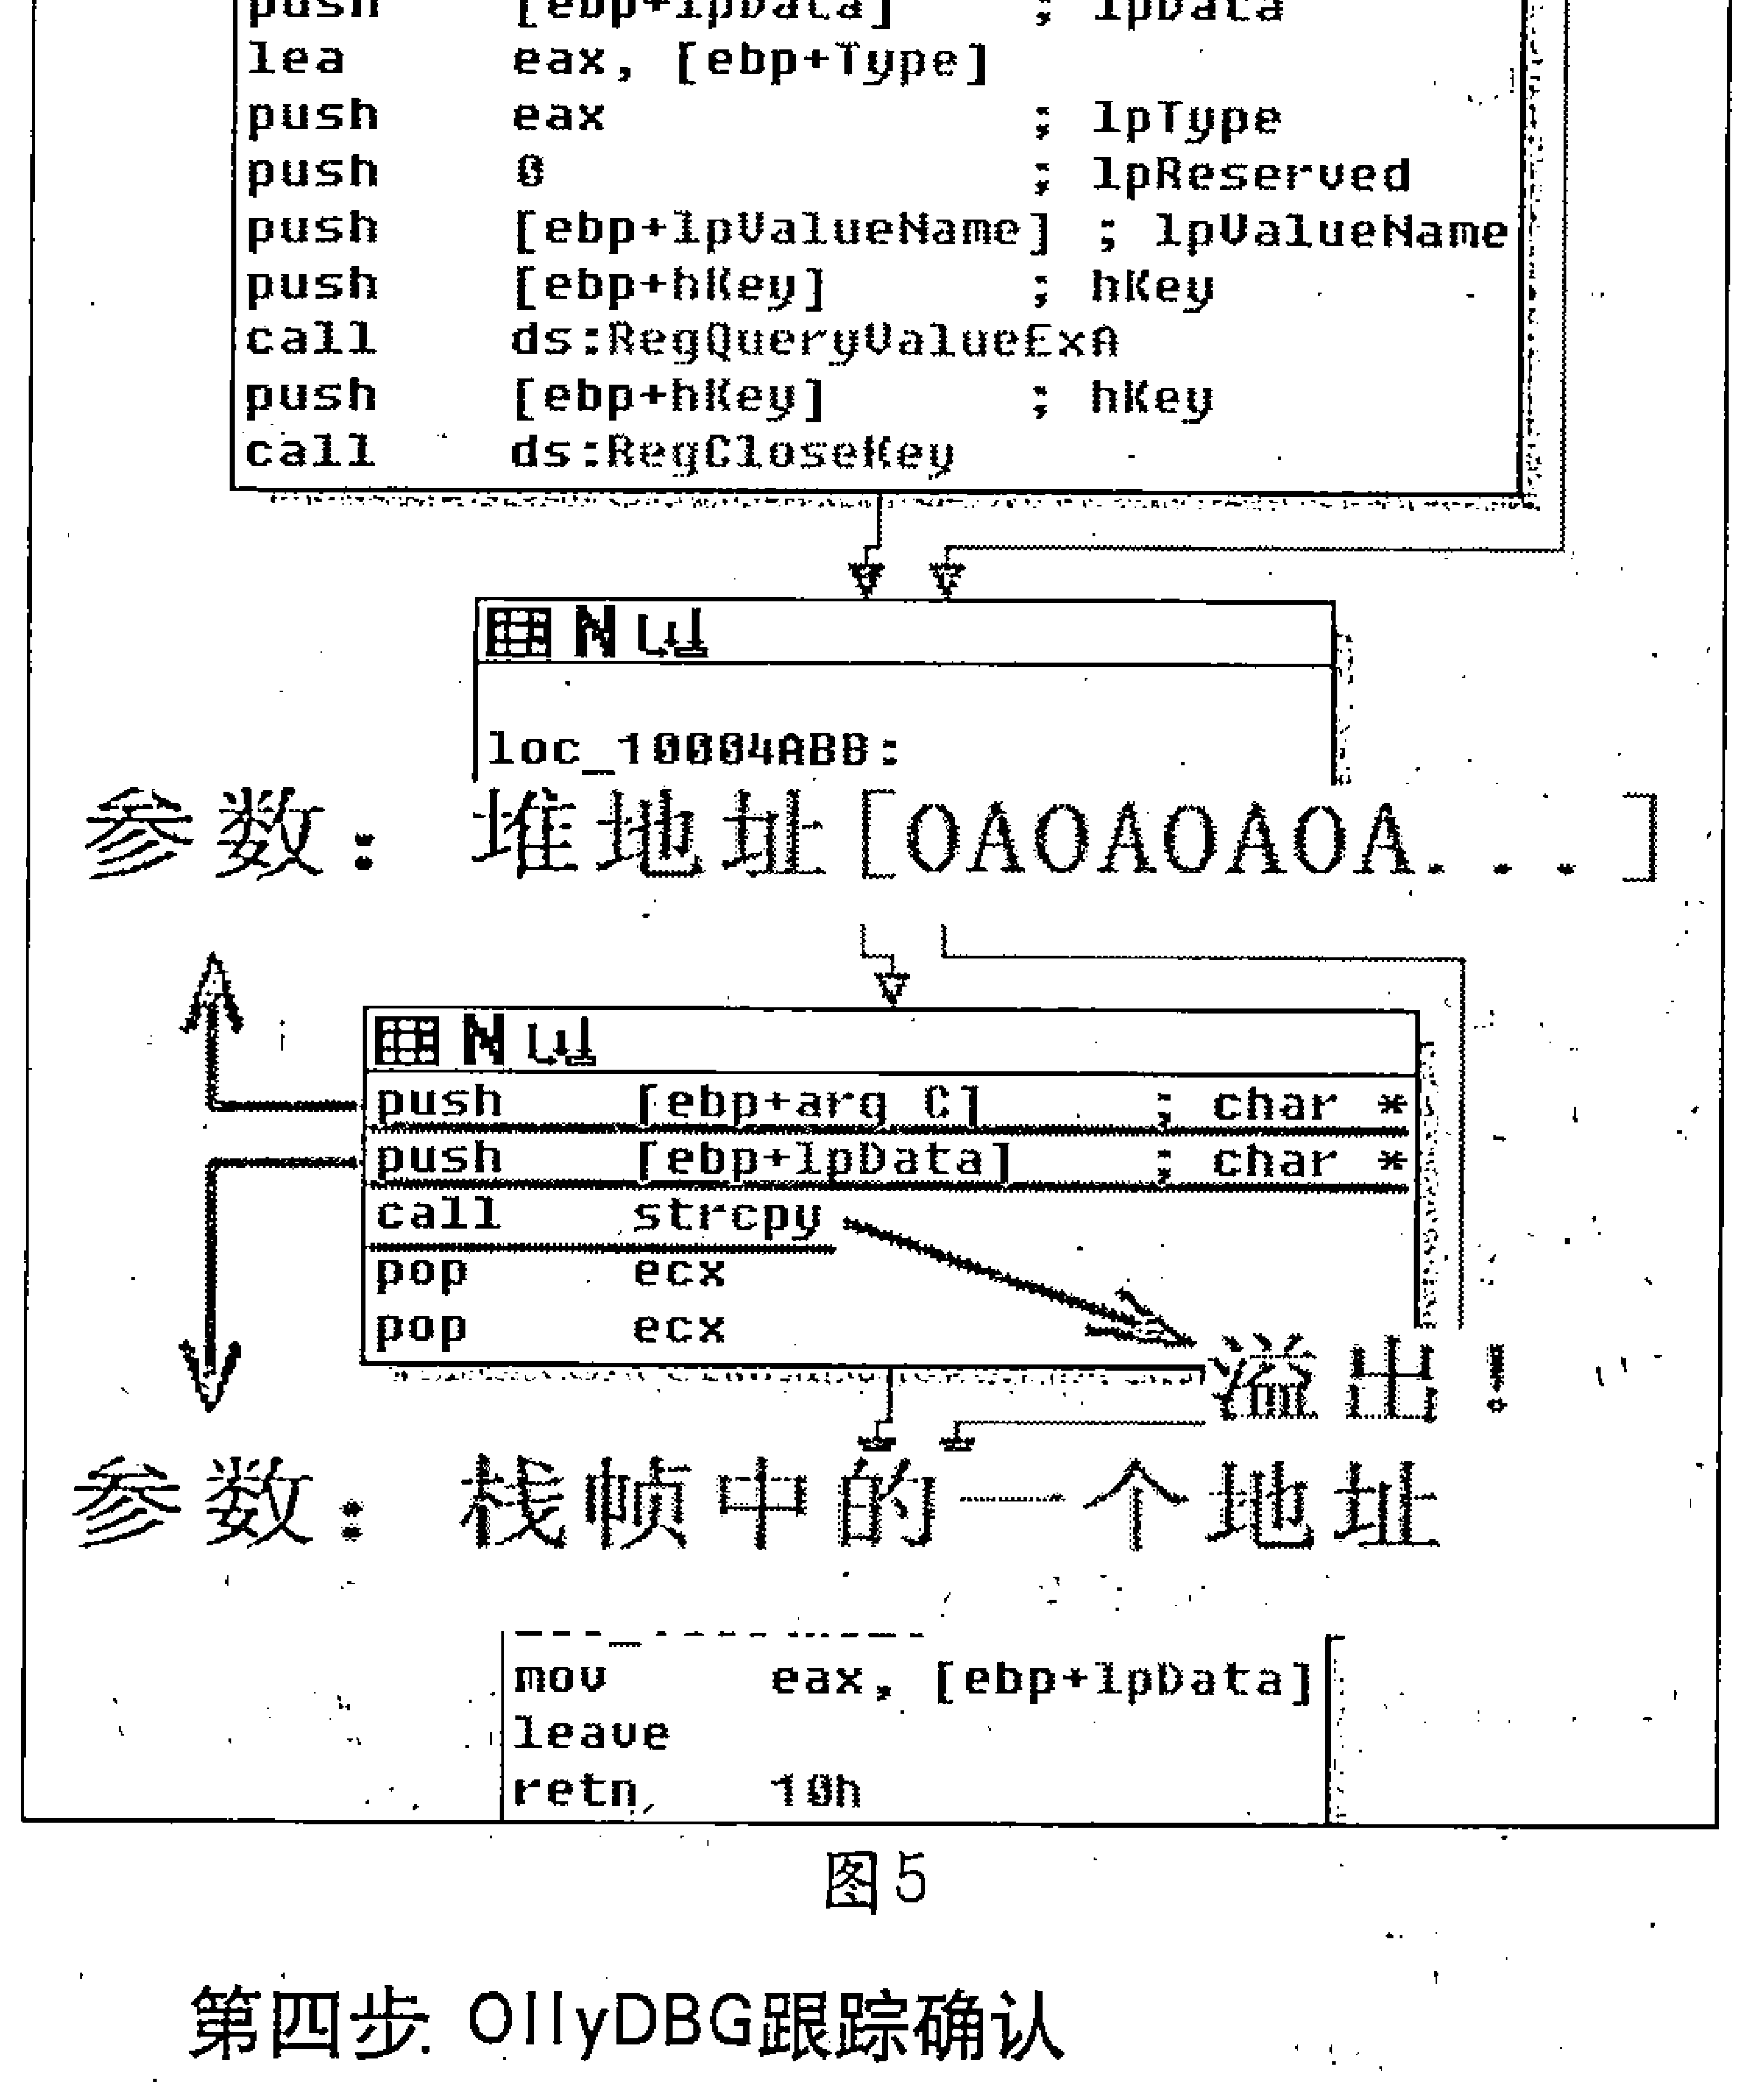 push [ebp+lpData] ; lpData
lea eax, [ebp+Type]
push eax ; lpType
push 0 ; lpReserved
push [ebp+lpValueName] ; lpValueName
push [ebp+hKey] ; hKey
call ds:RegQueryValueExA
push [ebp+hKey] ; hKey
call ds:RegCloseKey
loc_10004ABB:
参数: 堆地址[OAOAOAOA...]
push [ebp+arg_C] ; char *
push [ebp+lpData] ; char *
call strcpy
pop ecx
pop ecx
溢出!
参数: 栈帧中的一个地址
mov eax, [ebp+lpData]
leave
retn 10h
图5
第四步 OllyDBG跟踪确认